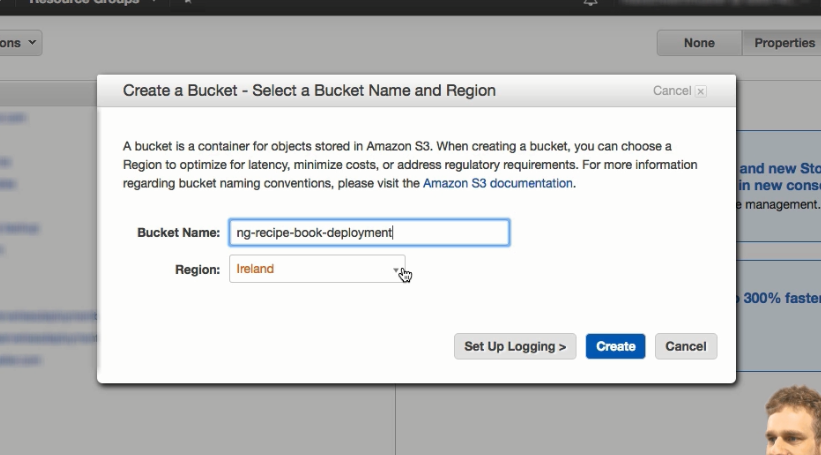 Resource Groups
ons
None
Properties
Create a Bucket - Select a Bucket Name and Region
Cancel x
A bucket is a container for objects stored in Amazon S3. When creating a bucket, you can choose a
Region to optimize for latency, minimize costs, or address regulatory requirements. For more information
regarding bucket naming conventions, please visit the Amazon S3 documentation.
Bucket Name: ng-recipe-book-deployment
Region: Ireland
Set Up Logging >
Create
Cancel
and new Sto
in new cons
e management.
300% faster